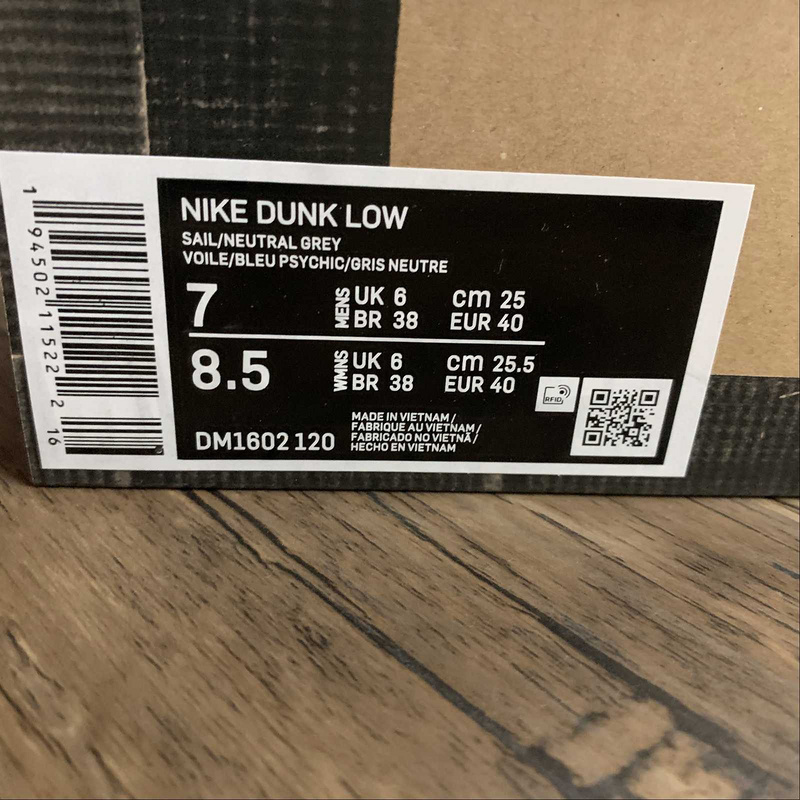 NIKE DUNK LOW
SAIL/NEUTRAL GREY
VOILE/BLEU PSYCHIC/GRIS NEUTRE
7 MENS UK 6 cm 25
BR 38 EUR 40
8.5 WMNS UK 6 cm 25.5
BR 38 EUR 40
RFID
DM1602 120
MADE IN VIETNAM /
FABRIQUE AU VIETNAM /
FABRICADO NO VIETNÃ /
HECHO EN VIETNAM
1 94502 11522 2 16